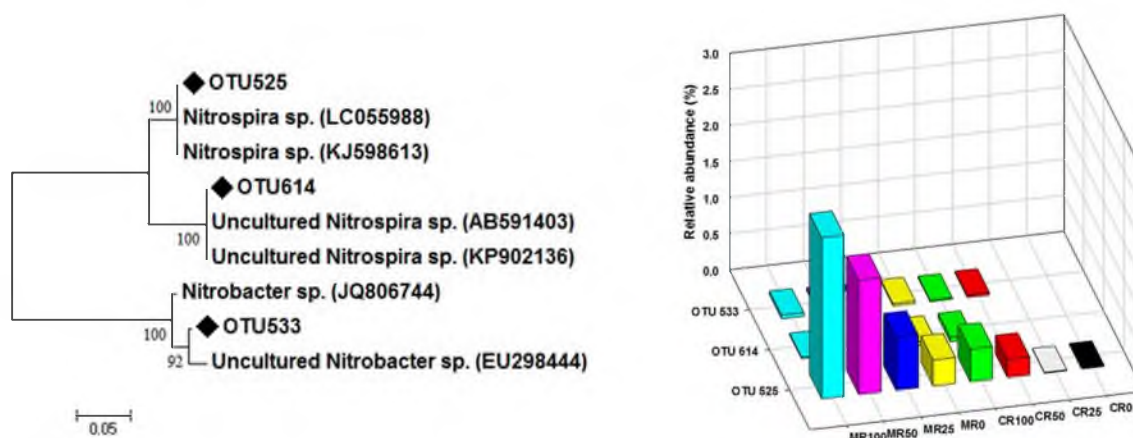 OTU525
100
Nitrospira sp. (LC055988)
Nitrospira sp. (KJ598613)
OTU614
Uncultured Nitrospira sp. (AB591403)
100
Uncultured Nitrospira sp. (KP902136)
Nitrobacter sp. (JQ806744)
OTU533
100
92
Uncultured Nitrobacter sp. (EU298444)
0.05
Relative abundance (%)
3.0
2.5
2.0
1.5
1.0
0.5
0.0
OTU 533
OTU 614
OTU 525
MR100
MR50
MR25
MR0
CR100
CR50
CR25
CR0